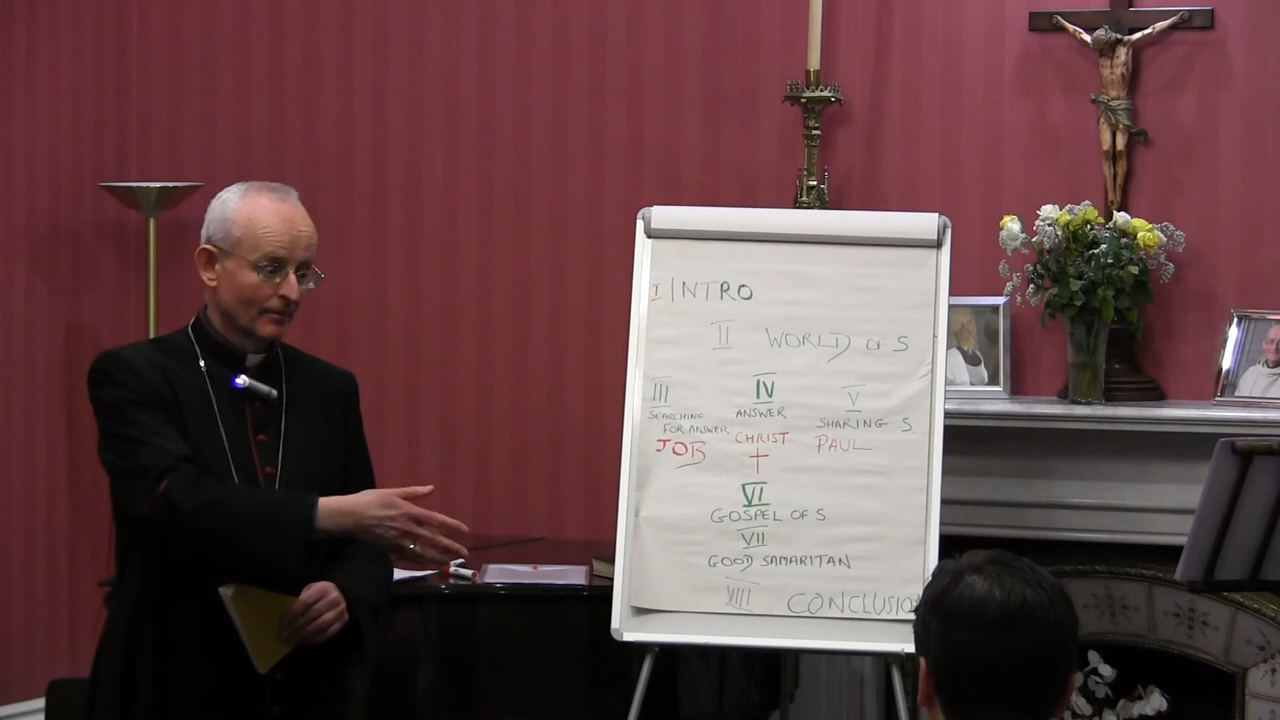 I INTRO
II WORLD OF S
III IV V
SEARCHING FOR ANSWER
JOB
ANSWER
CHRIST
SHARING S
PAUL
VI
GOSPEL OF S
VII
GOOD SAMARITAN
VIII CONCLUSIO